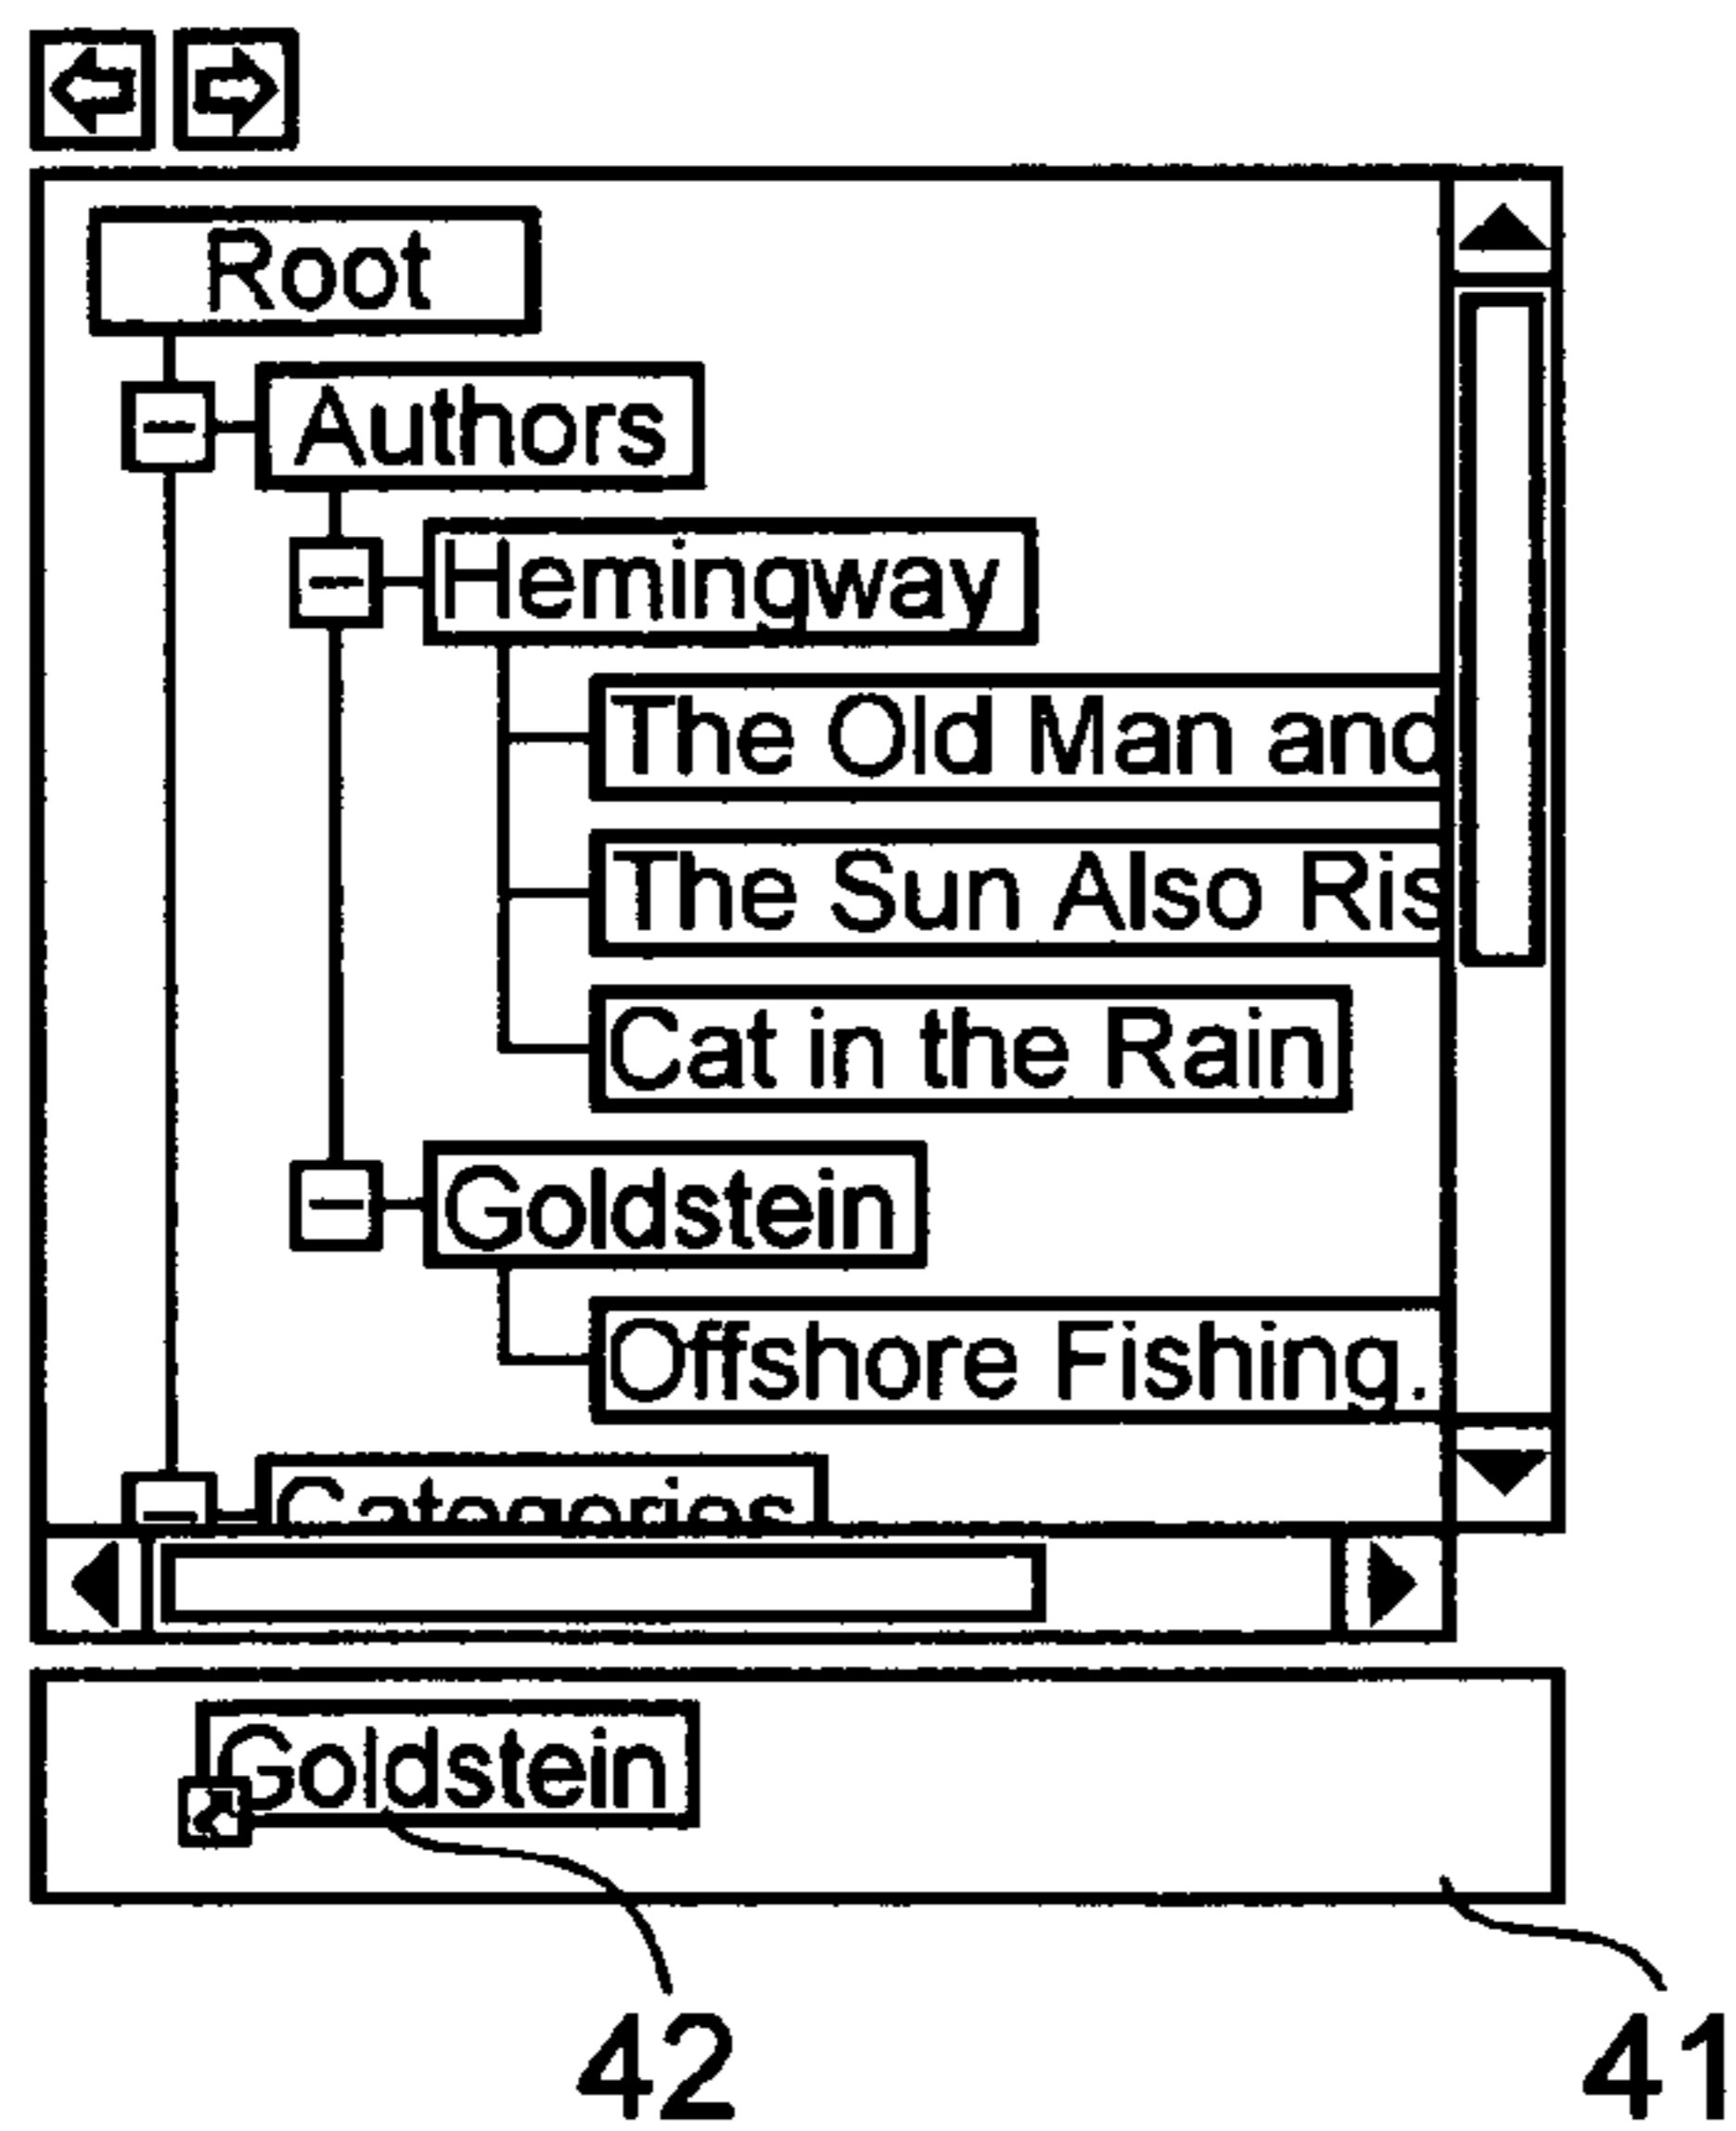 Root
Authors
Hemingway
The Old Man and
The Sun Also Ris
Cat in the Rain
Goldstein
Offshore Fishing.
Categories
Goldstein
42
41